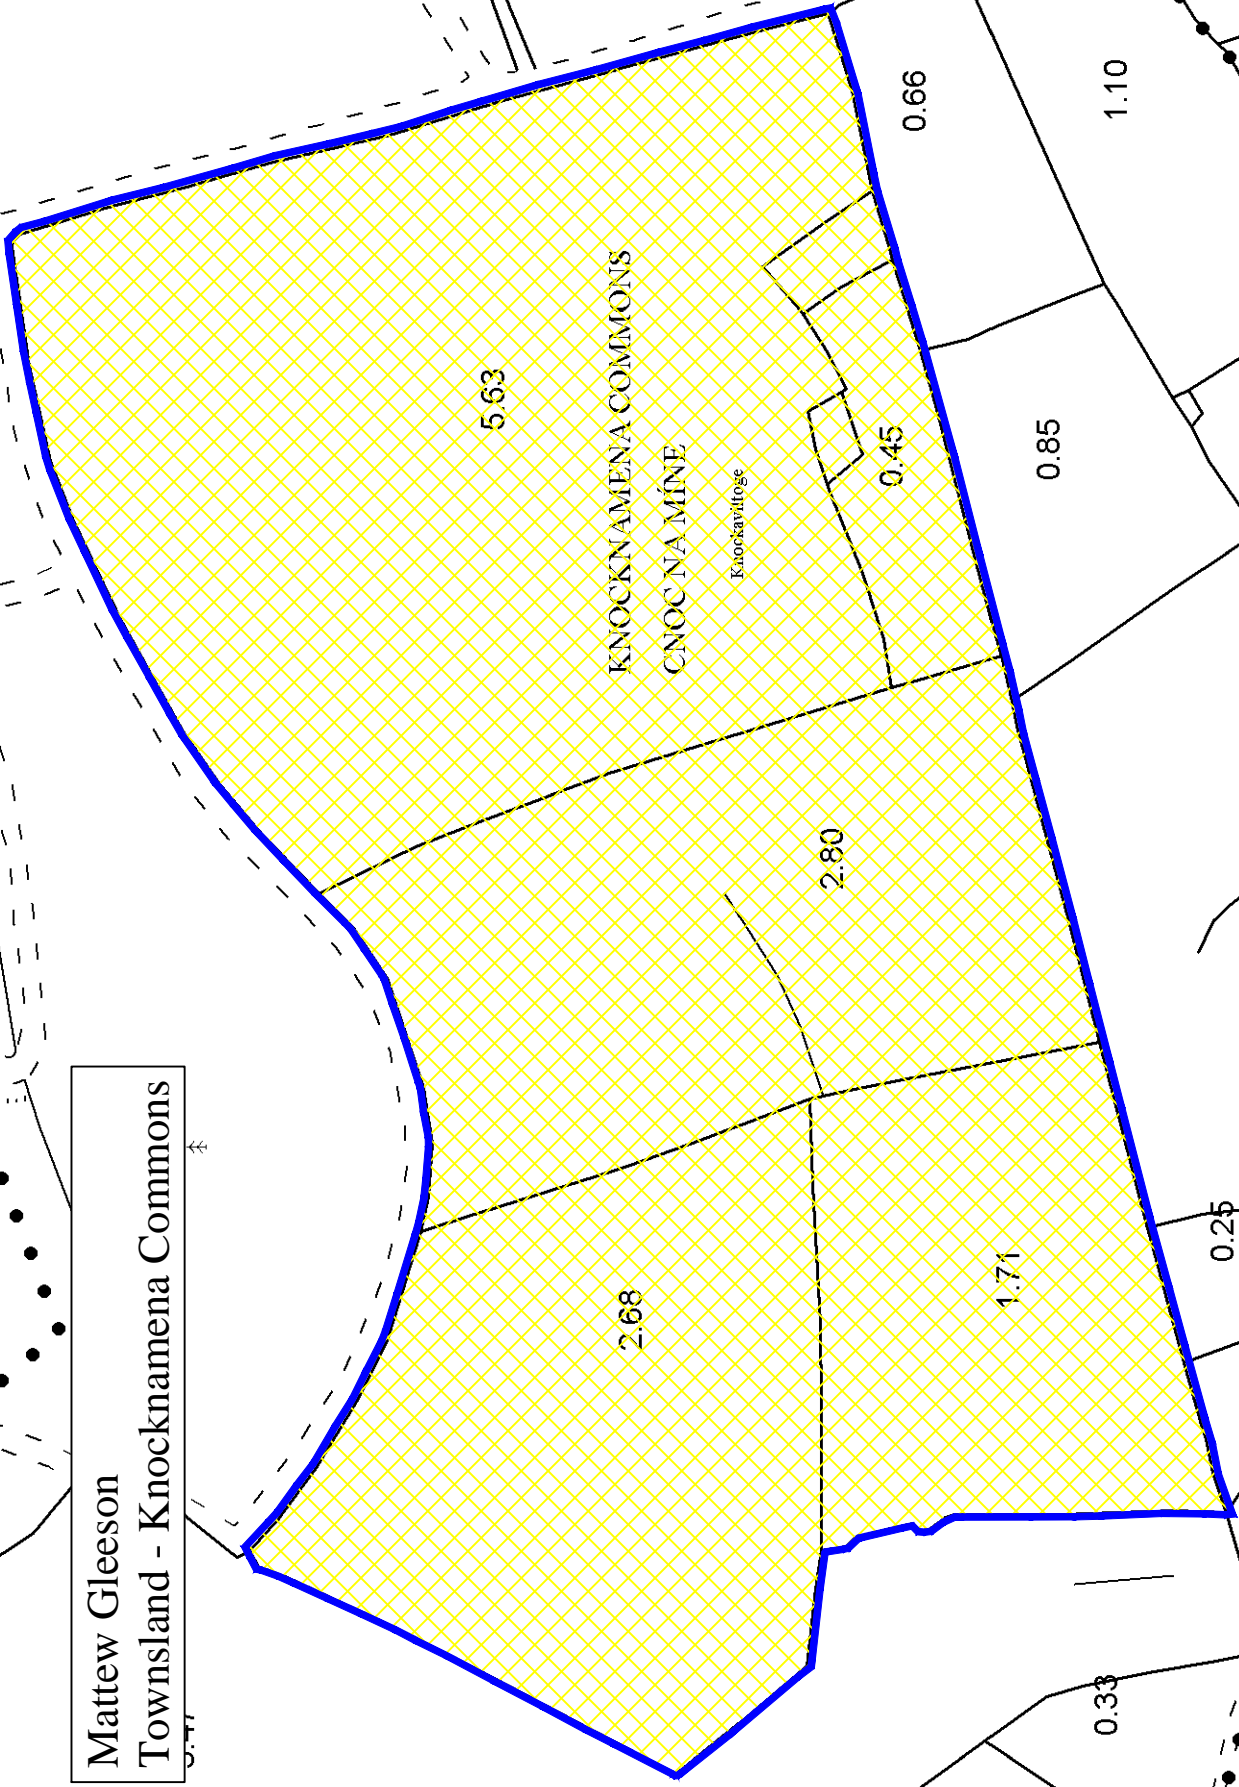 Mattew Gleeson
Townsland - Knocknamena Commons
5.63
KNOCKNAMENA COMMONS
CNOC NA MÍNE
Knockaviltoge
0.45
0.66
1.10
0.85
2.80
2.68
1.71
0.25
0.33